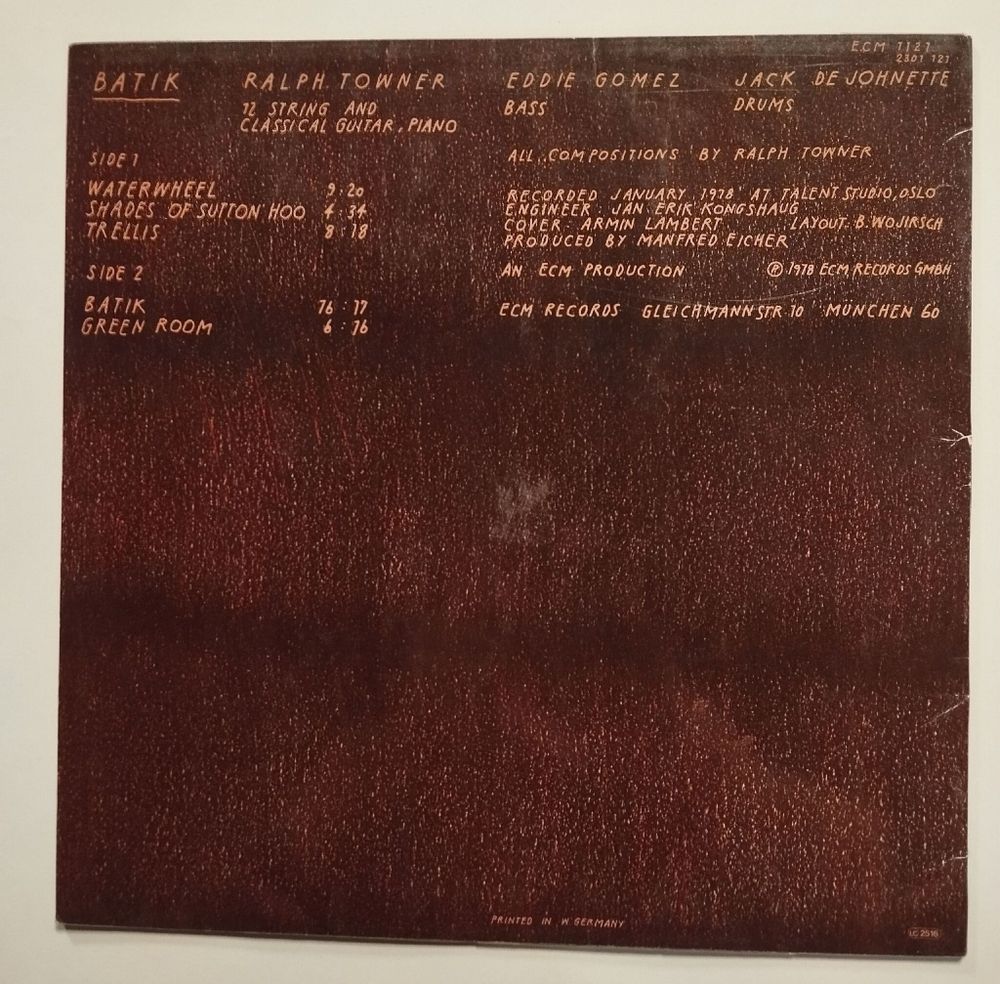 ECM 1121
2301 121
BATIK RALPH TOWNER EDDIE GOMEZ JACK DEJOHNETTE
12 STRING AND BASS DRUMS
CLASSICAL GUITAR, PIANO
SIDE 1 ALL COMPOSITIONS BY RALPH TOWNER
WATERWHEEL 9:20 RECORDED JANUARY 1978 AT TALENT STUDIO, OSLO
SHADES OF SUTTON HOO 4:34 ENGINEER JAN ERIK KONGSHAUG
TRELLIS 8:18 COVER: ARMIN LAMBERT LAYOUT: B. WOJIRSCH
PRODUCED BY MANFRED EICHER
SIDE 2 AN ECM PRODUCTION ℗ 1978 ECM RECORDS GMBH
BATIK 16:17 ECM RECORDS GLEICHMANNSTR 10 MÜNCHEN 60
GREEN ROOM 6:16
PRINTED IN W. GERMANY
LC 2516